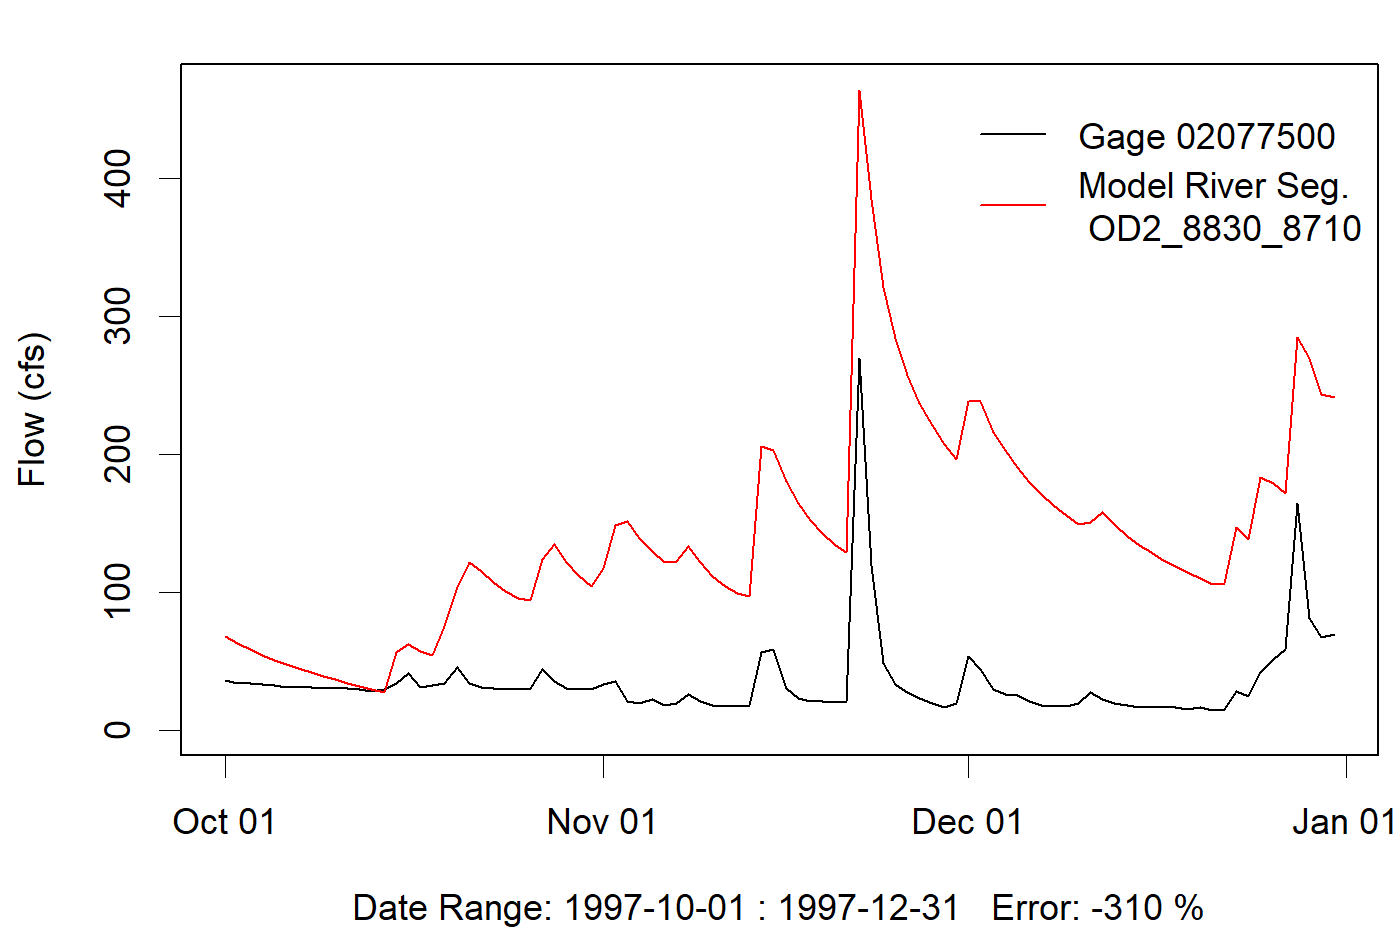 Flow (cfs)
400
300
200
100
0
Gage 02077500
Model River Seg.
OD2_8830_8710
Oct 01
Nov 01
Dec 01
Jan 01
Date Range: 1997-10-01 : 1997-12-31   Error: -310 %